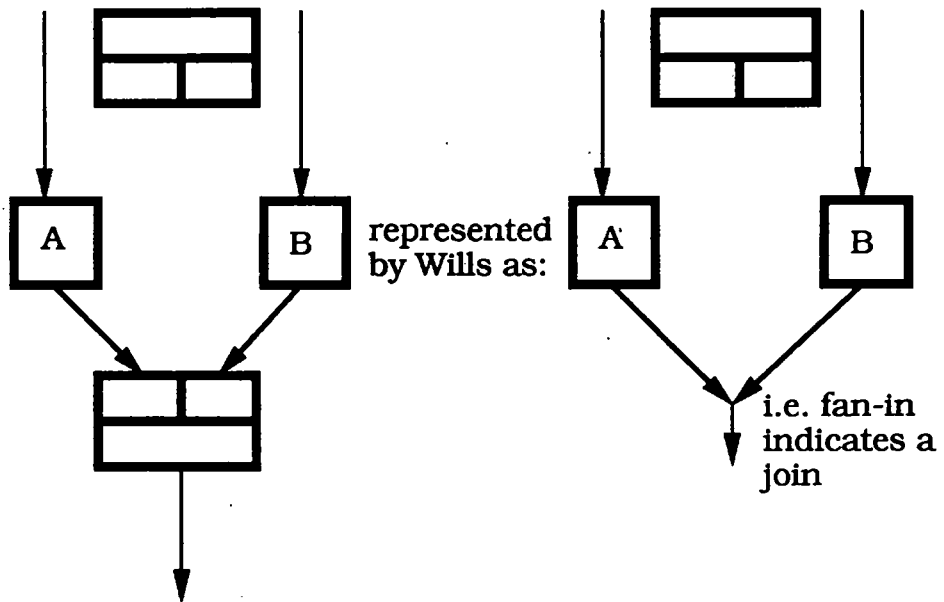 A
B
represented
by Wills as:
A
B
i.e. fan-in
indicates a
join